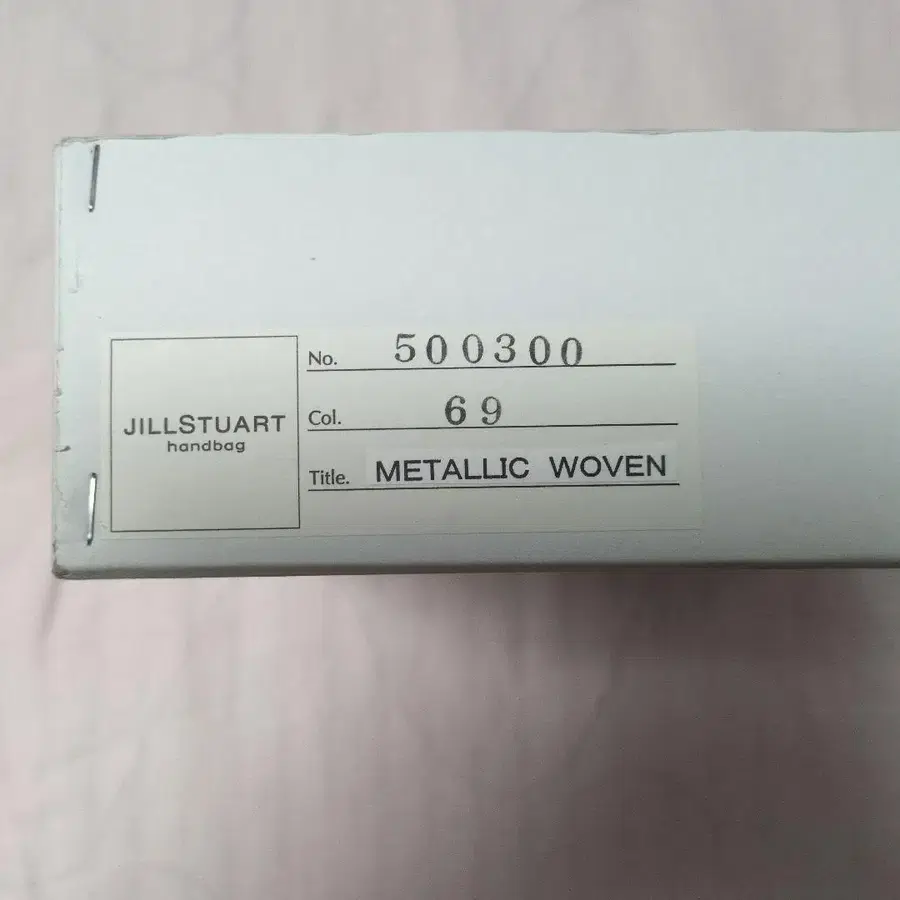 JILLSTUART
handbag
No. 500300
Col. 69
Title. METALLIC WOVEN